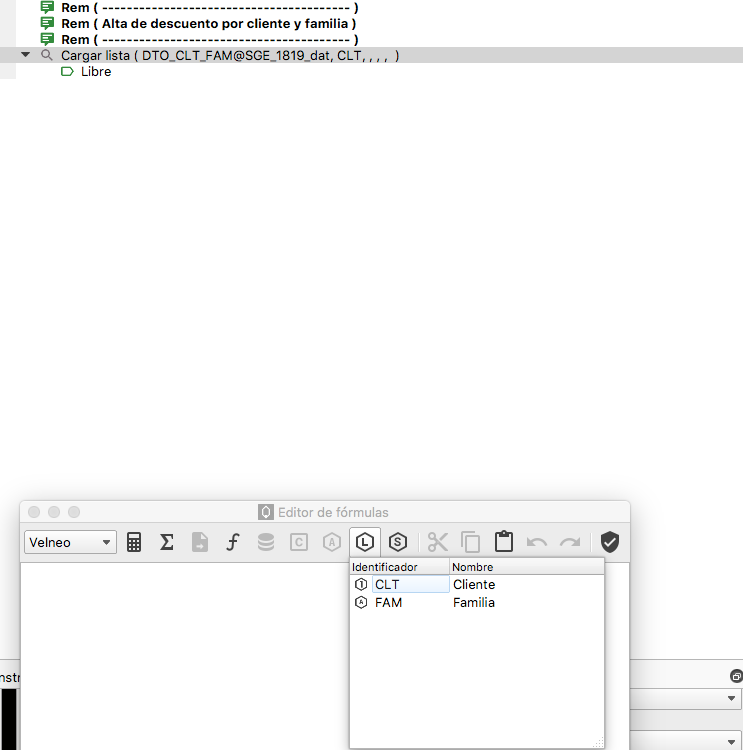 Rem ( ---------------------------------------- )
Rem ( Alta de descuento por cliente y familia )
Rem ( ---------------------------------------- )
Cargar lista ( DTO_CLT_FAM@SGE_1819_dat, CLT, , , ,  )
Libre
Editor de fórmulas
Velneo
Σ
f
C
A
L
S
Identificador Nombre
1 CLT Cliente
A FAM Familia
nstr